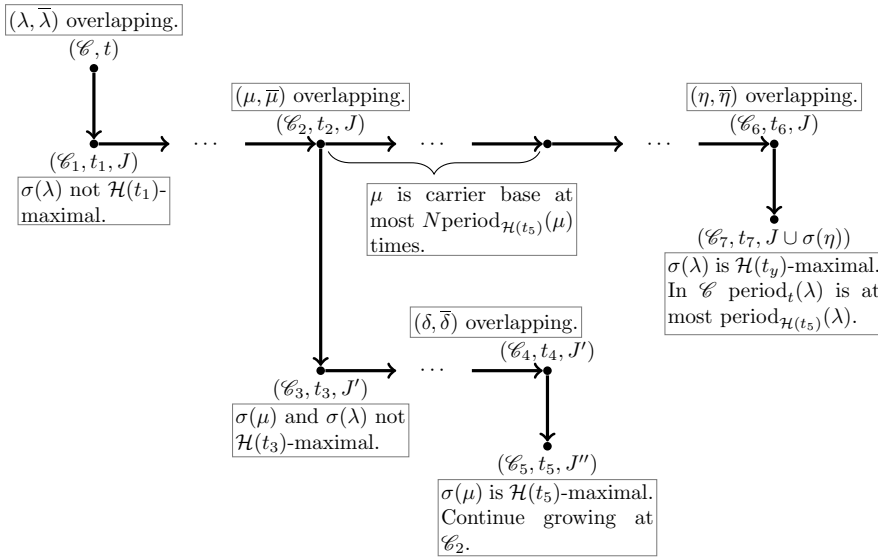 (λ, λ̅) overlapping.
(𝒞, t)
(μ, μ̅) overlapping.
(𝒞₂, t₂, J)
(η, η̅) overlapping.
(𝒞₆, t₆, J)
···
···
···
(𝒞₁, t₁, J)
σ(λ) not ℋ(t₁)-
maximal.
μ is carrier base at
most Nperiod_{ℋ(t₅)}(μ)
times.
(𝒞₇, t₇, J ∪ σ(η))
σ(λ) is ℋ(t_y)-maximal.
In 𝒞 period_t(λ) is at
most period_{ℋ(t₅)}(λ).
(δ, δ̅) overlapping.
(𝒞₄, t₄, J′)
···
(𝒞₃, t₃, J′)
σ(μ) and σ(λ) not
ℋ(t₃)-maximal.
(𝒞₅, t₅, J″)
σ(μ) is ℋ(t₅)-maximal.
Continue growing at
𝒞₂.